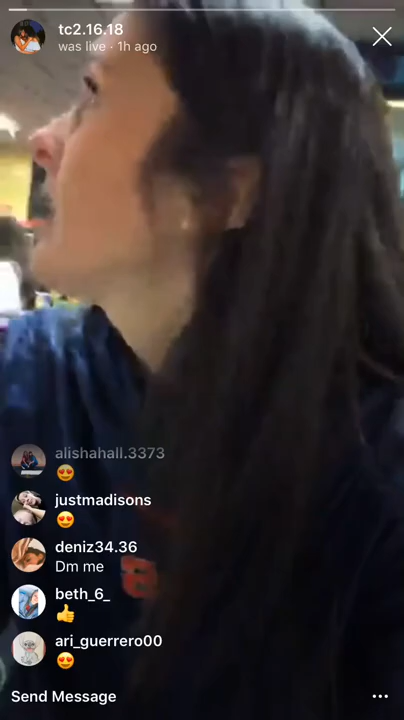 tc2.16.18
was live · 1h ago
alishahall.3373
😍
justmadisons
😍
deniz34.36
Dm me
beth_6_
👍
ari_guerrero00
😍
Send Message